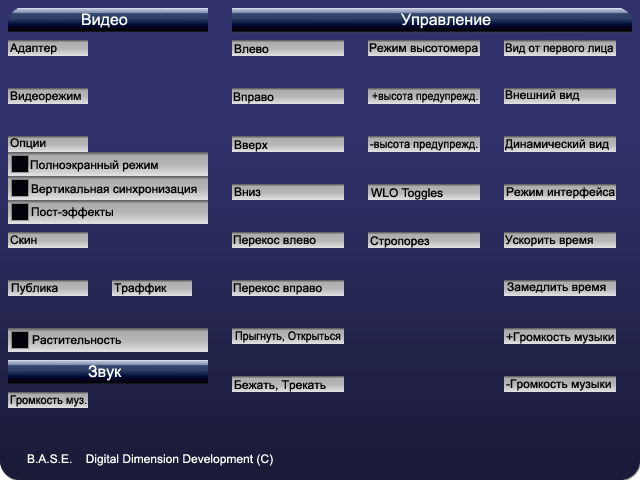 Видео
Управление
Адаптер
Влево
Режим высотомера
Вид от первого лица
Видеорежим
Вправо
+высота предупрежд.
Внешний вид
Опции
Вверх
-высота предупрежд.
Динамический вид
Полноэкранный режим
Вертикальная синхронизация
Вниз
WLO Toggles
Режим интерфейса
Пост-эффекты
Скин
Перекос влево
Стропорез
Ускорить время
Публика
Траффик
Перекос вправо
Замедлить время
Растительность
Прыгнуть, Открыться
+Громкость музыки
Звук
Бежать, Трекать
-Громкость музыки
Громкость муз.
B.A.S.E. Digital Dimension Development (C)